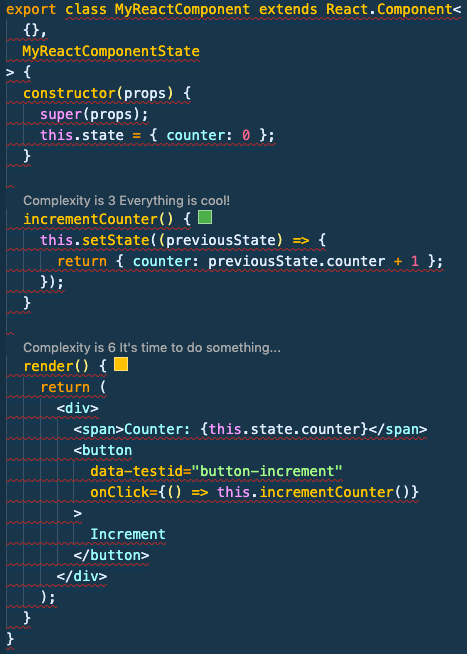 export class MyReactComponent extends React.Component<
  {},
  MyReactComponentState
> {
  constructor(props) {
    super(props);
    this.state = { counter: 0 };
  }

  Complexity is 3 Everything is cool!
  incrementCounter() {
    this.setState((previousState) => {
      return { counter: previousState.counter + 1 };
    });
  }

  Complexity is 6 It's time to do something...
  render() {
    return (
      <div>
        <span>Counter: {this.state.counter}</span>
        <button
          data-testid="button-increment"
          onClick={() => this.incrementCounter()}
        >
          Increment
        </button>
      </div>
    );
  }
}